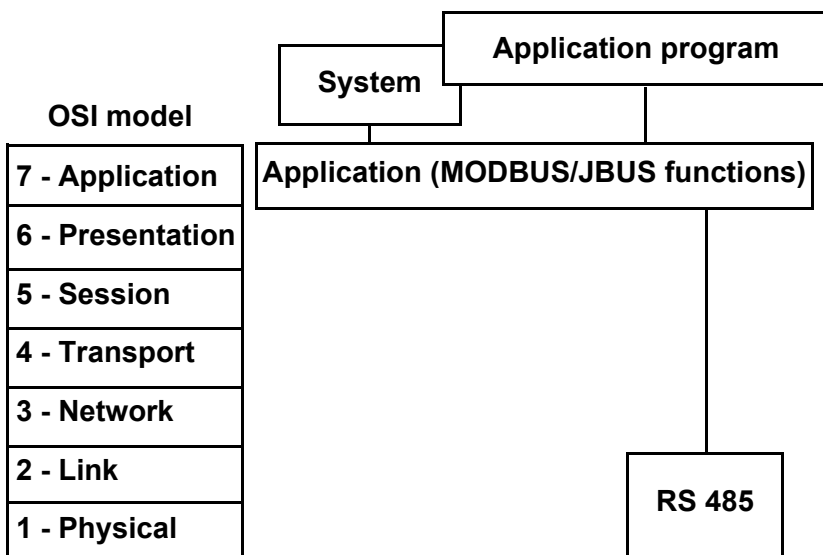 Application program
System
OSI model
7 - Application
Application (MODBUS/JBUS functions)
6 - Presentation
5 - Session
4 - Transport
3 - Network
2 - Link
1 - Physical
RS 485